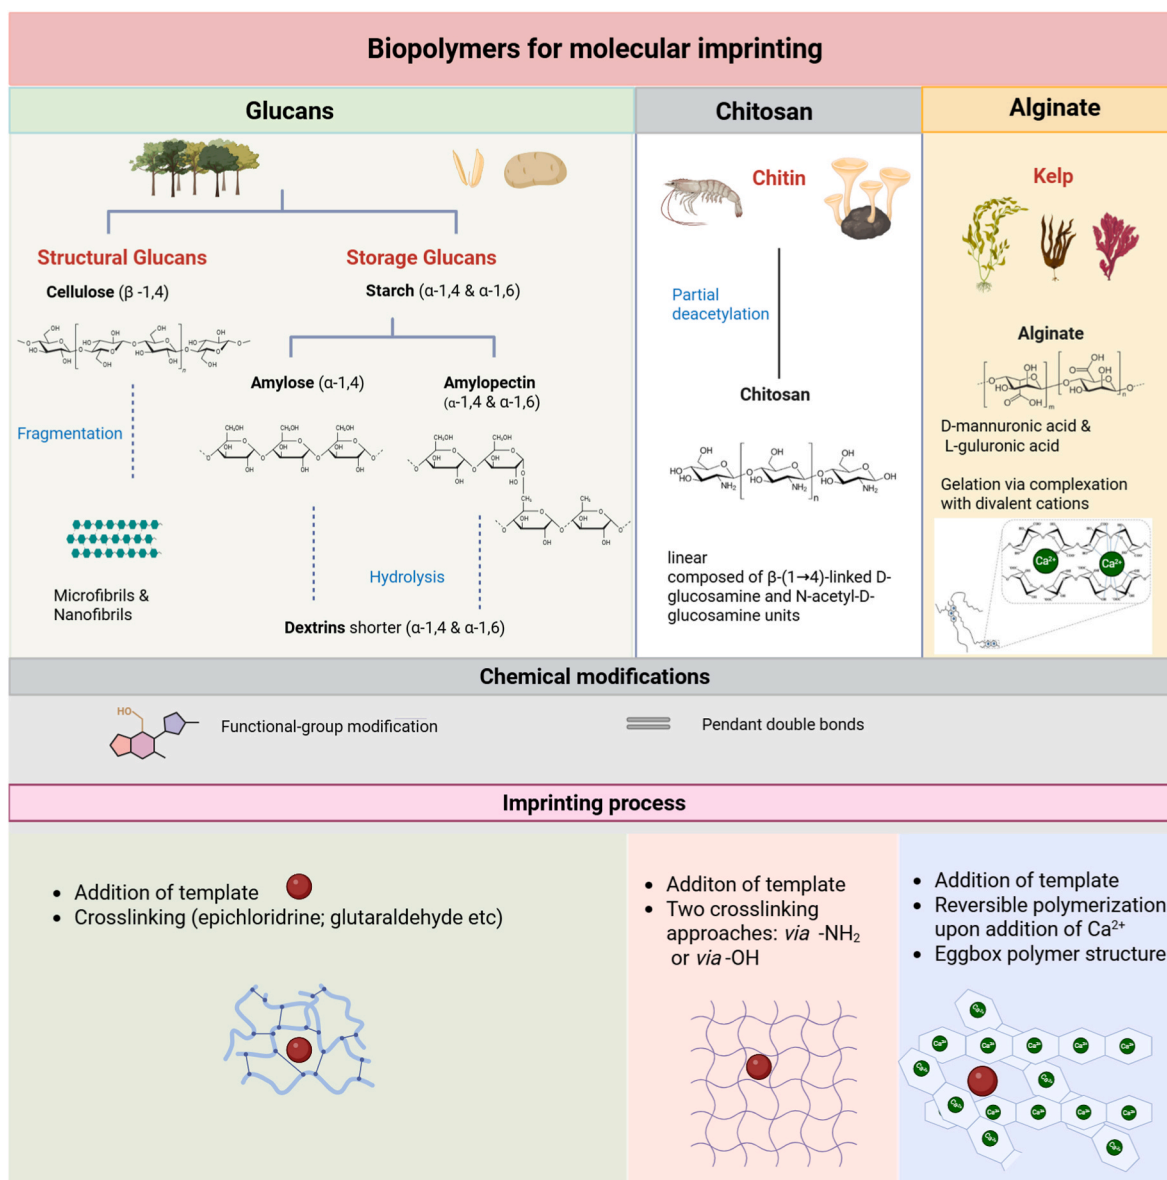 Biopolymers for molecular imprinting
Glucans
Chitosan
Alginate
Structural Glucans
Cellulose (β -1,4)
Storage Glucans
Starch (α-1,4 & α-1,6)
Amylose (α-1,4)
Amylopectin
(α-1,4 & α-1,6)
Fragmentation
Microfibrils &
Nanofibrils
Hydrolysis
Dextrins shorter (α-1,4 & α-1,6)
Chitin
Partial
deacetylation
Chitosan
linear
composed of β-(1→4)-linked D-
glucosamine and N-acetyl-D-
glucosamine units
Kelp
Alginate
D-mannuronic acid &
L-guluronic acid
Gelation via complexation
with divalent cations
Ca²⁺
Ca²⁺
Chemical modifications
HO
Functional-group modification
Pendant double bonds
Imprinting process
• Addition of template
• Crosslinking (epichloridrine; glutaraldehyde etc)
• Additon of template
• Two crosslinking
approaches: via -NH₂
or via -OH
• Addition of template
• Reversible polymerization
upon addition of Ca²⁺
• Eggbox polymer structure